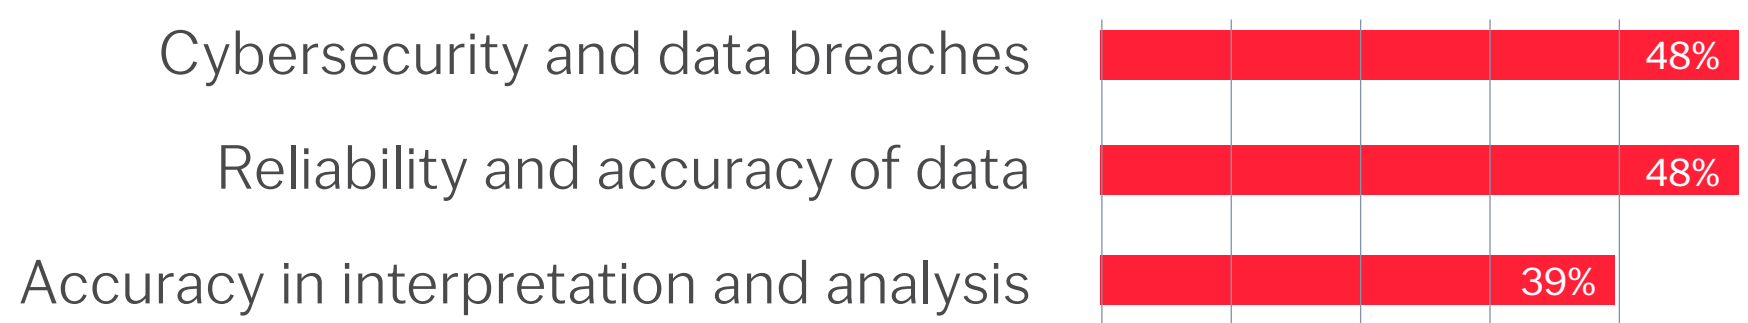 Cybersecurity and data breaches 48%
Reliability and accuracy of data 48%
Accuracy in interpretation and analysis 39%